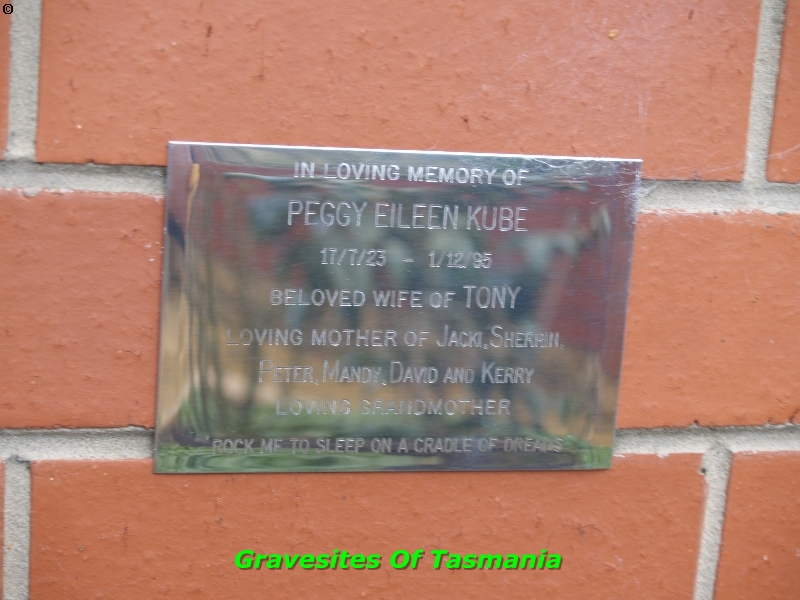 ©
IN LOVING MEMORY OF
PEGGY EILEEN KUBE
17/7/23 - 1/12/95
BELOVED WIFE OF TONY
LOVING MOTHER OF JACKI, SHERRIN,
PETER, MANDY, DAVID AND KERRY
LOVING GRANDMOTHER
"ROCK ME TO SLEEP ON A CRADLE OF DREAMS"
Gravesites Of Tasmania